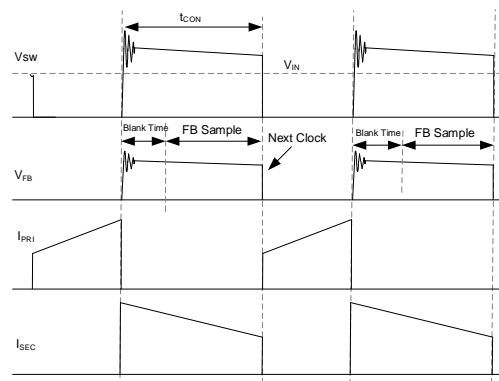 tCON
Vsw
VIN
Blank Time
FB Sample
Next Clock
Blank Time
FB Sample
VFB
IPRI
ISEC